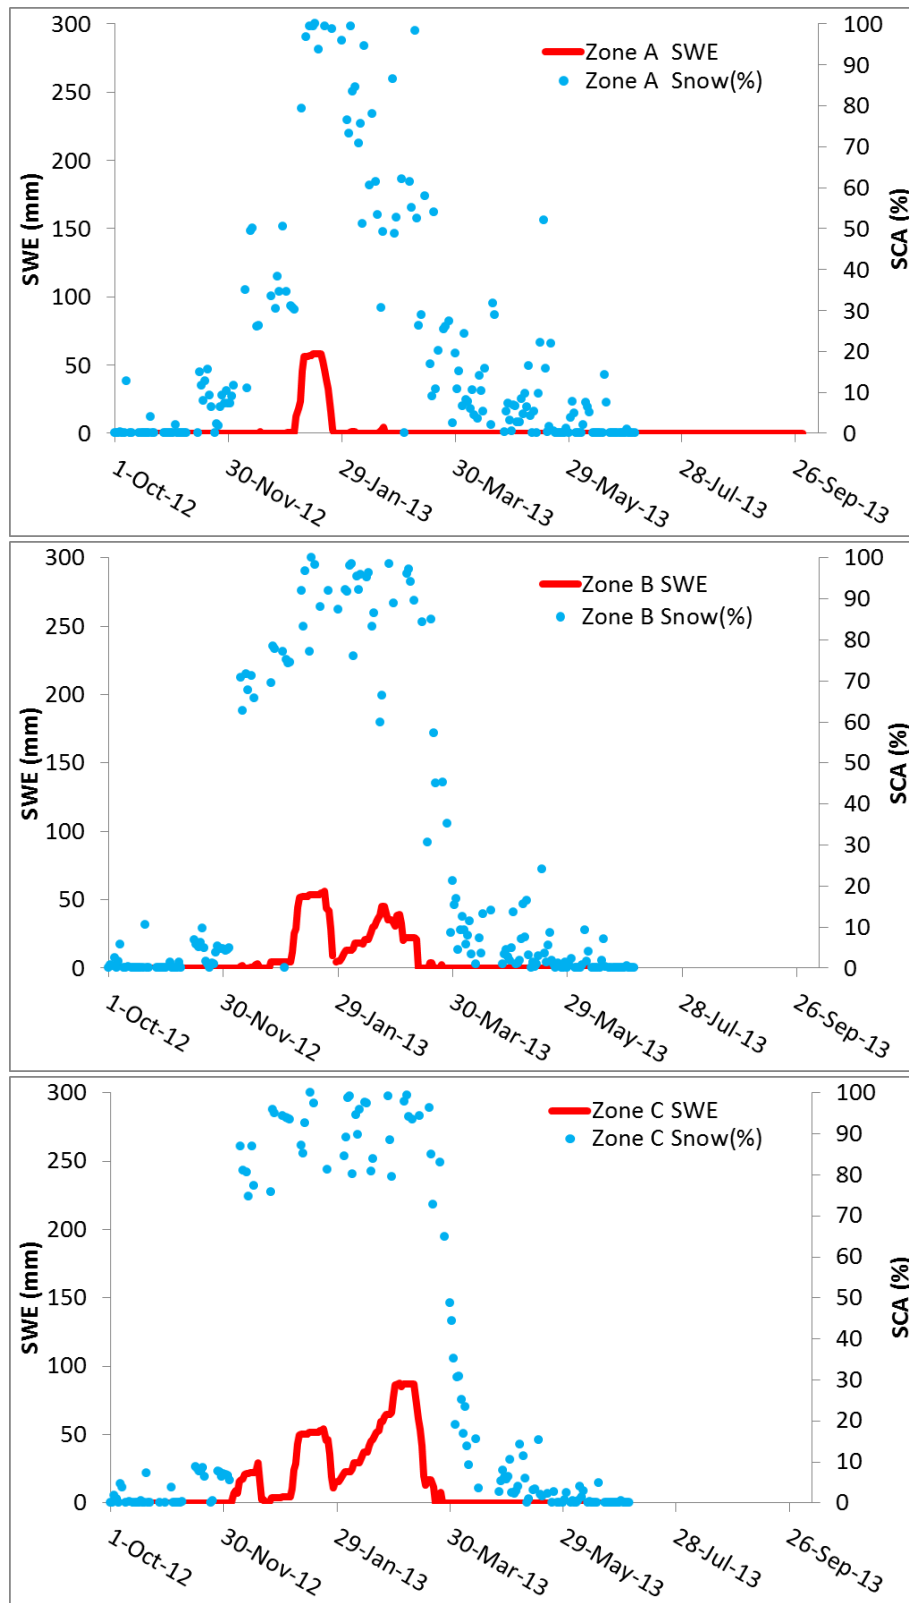 300
250
200
150
100
50
0
SWE (mm)
Zone A SWE
Zone A Snow(%)
100
90
80
70
60
50
40
30
20
10
0
SCA (%)
1-Oct-12
30-Nov-12
29-Jan-13
30-Mar-13
29-May-13
28-Jul-13
26-Sep-13
300
250
200
150
100
50
0
SWE (mm)
Zone B SWE
Zone B Snow(%)
100
90
80
70
60
50
40
30
20
10
0
SCA (%)
1-Oct-12
30-Nov-12
29-Jan-13
30-Mar-13
29-May-13
28-Jul-13
26-Sep-13
300
250
200
150
100
50
0
SWE (mm)
Zone C SWE
Zone C Snow(%)
100
90
80
70
60
50
40
30
20
10
0
SCA (%)
1-Oct-12
30-Nov-12
29-Jan-13
30-Mar-13
29-May-13
28-Jul-13
26-Sep-13